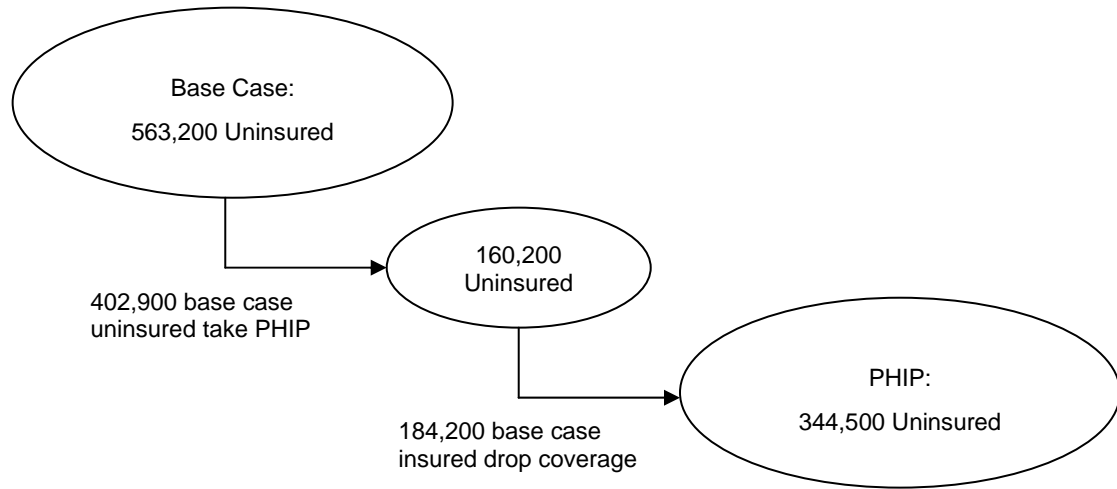 Base Case:
563,200 Uninsured
402,900 base case
uninsured take PHIP
160,200
Uninsured
184,200 base case
insured drop coverage
PHIP:
344,500 Uninsured